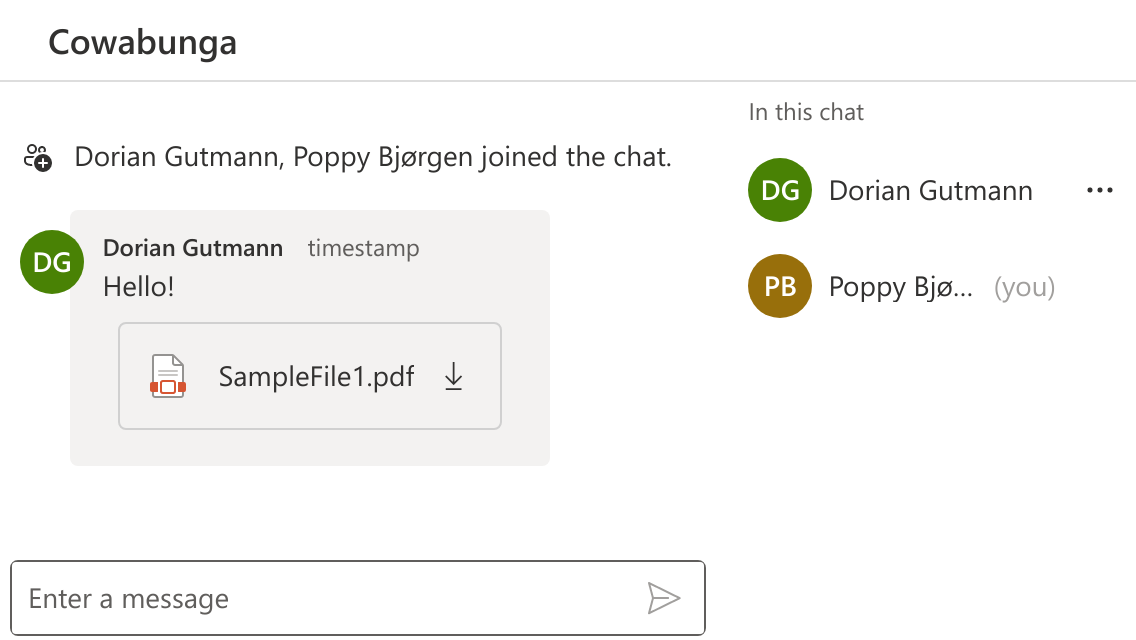 Cowabunga
Dorian Gutmann, Poppy Bjørgen joined the chat.
DG
Dorian Gutmann timestamp
Hello!
SampleFile1.pdf
Enter a message
In this chat
DG Dorian Gutmann ...
PB Poppy Bjø... (you)